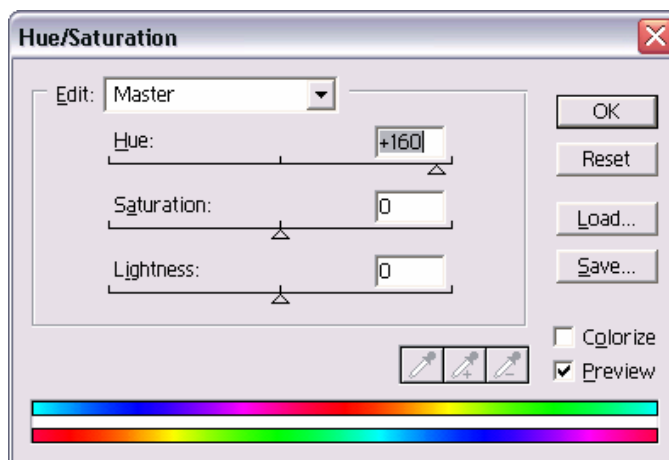 Hue/Saturation
Edit: Master
Hue: +160
Saturation: 0
Lightness: 0
OK
Reset
Load...
Save...
Colorize
Preview